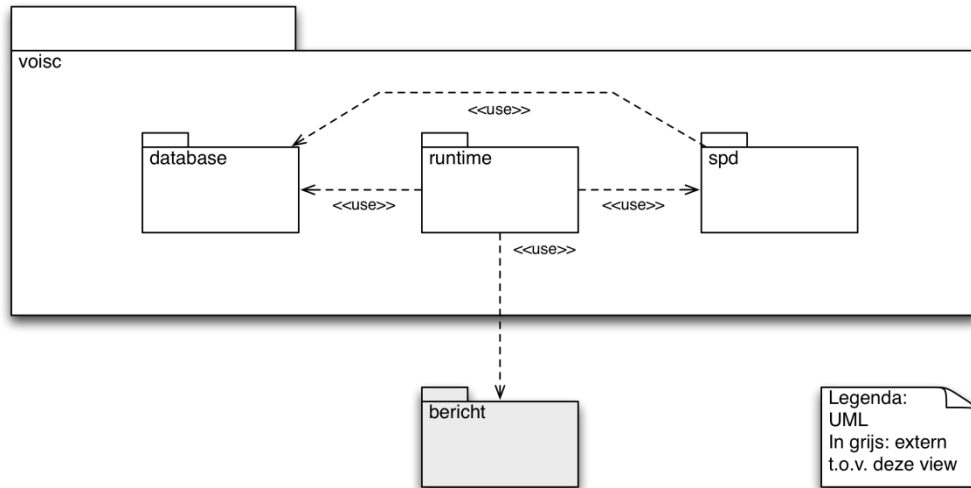 voisc
<<use>>
database
runtime
spd
<<use>>
<<use>>
<<use>>
bericht
Legenda:
UML
In grijs: extern
t.o.v. deze view